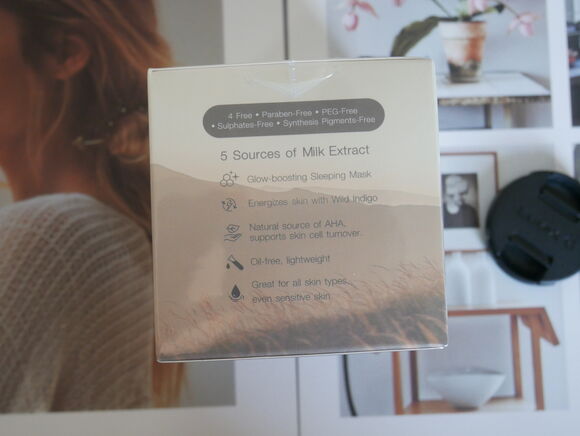 4 Free • Paraben-Free • PEG-Free
• Sulphates-Free • Synthesis Pigments-Free
5 Sources of Milk Extract
Glow-boosting Sleeping Mask
Energizes skin with Wild Indigo
Natural source of AHA,
supports skin cell turnover.
Oil-free, lightweight
Great for all skin types,
even sensitive skin